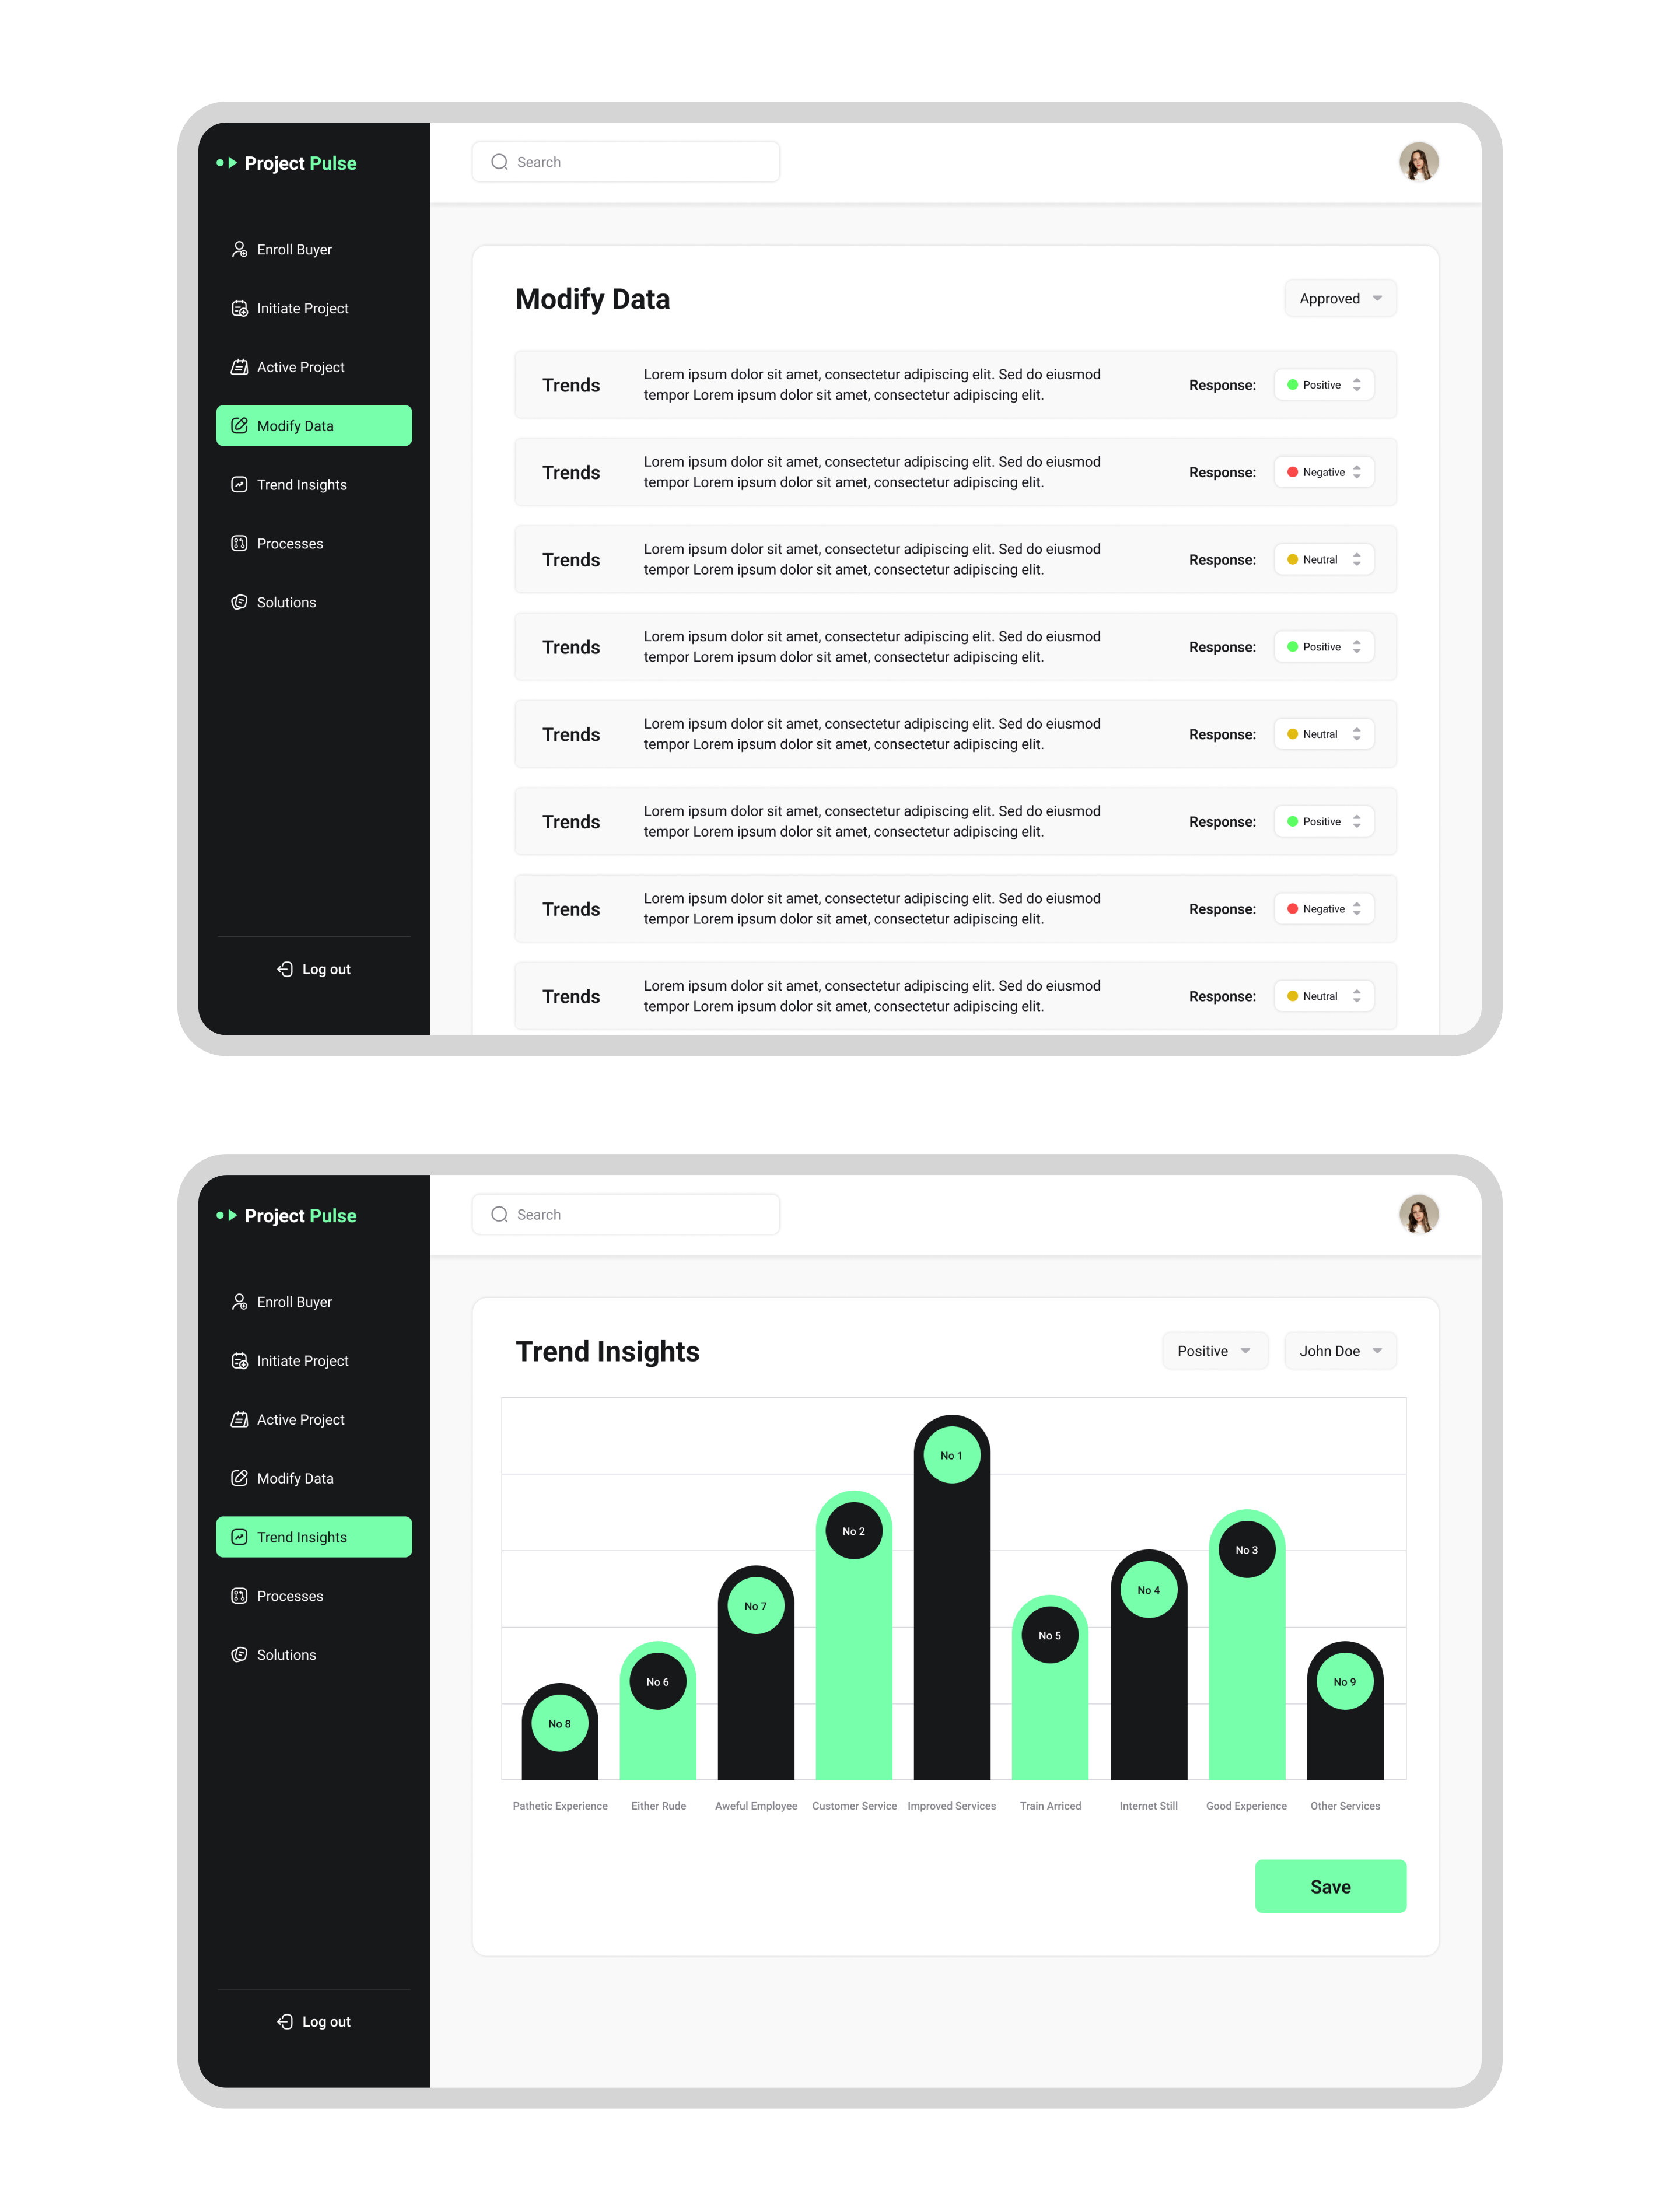 Project Pulse
Search
Enroll Buyer
Initiate Project
Active Project
Modify Data
Trend Insights
Processes
Solutions
Log out
Modify Data
Approved
Trends
Lorem ipsum dolor sit amet, consectetur adipiscing elit. Sed do eiusmod
tempor Lorem ipsum dolor sit amet, consectetur adipiscing elit.
Response:
Positive
Trends
Lorem ipsum dolor sit amet, consectetur adipiscing elit. Sed do eiusmod
tempor Lorem ipsum dolor sit amet, consectetur adipiscing elit.
Response:
Negative
Trends
Lorem ipsum dolor sit amet, consectetur adipiscing elit. Sed do eiusmod
tempor Lorem ipsum dolor sit amet, consectetur adipiscing elit.
Response:
Neutral
Trends
Lorem ipsum dolor sit amet, consectetur adipiscing elit. Sed do eiusmod
tempor Lorem ipsum dolor sit amet, consectetur adipiscing elit.
Response:
Positive
Trends
Lorem ipsum dolor sit amet, consectetur adipiscing elit. Sed do eiusmod
tempor Lorem ipsum dolor sit amet, consectetur adipiscing elit.
Response:
Neutral
Trends
Lorem ipsum dolor sit amet, consectetur adipiscing elit. Sed do eiusmod
tempor Lorem ipsum dolor sit amet, consectetur adipiscing elit.
Response:
Positive
Trends
Lorem ipsum dolor sit amet, consectetur adipiscing elit. Sed do eiusmod
tempor Lorem ipsum dolor sit amet, consectetur adipiscing elit.
Response:
Negative
Trends
Lorem ipsum dolor sit amet, consectetur adipiscing elit. Sed do eiusmod
tempor Lorem ipsum dolor sit amet, consectetur adipiscing elit.
Response:
Neutral
Project Pulse
Search
Enroll Buyer
Initiate Project
Active Project
Modify Data
Trend Insights
Processes
Solutions
Log out
Trend Insights
Positive
John Doe
No 8
No 6
No 7
No 2
No 1
No 5
No 4
No 3
No 9
Pathetic Experience
Either Rude
Aweful Employee
Customer Service
Improved Services
Train Arriced
Internet Still
Good Experience
Other Services
Save